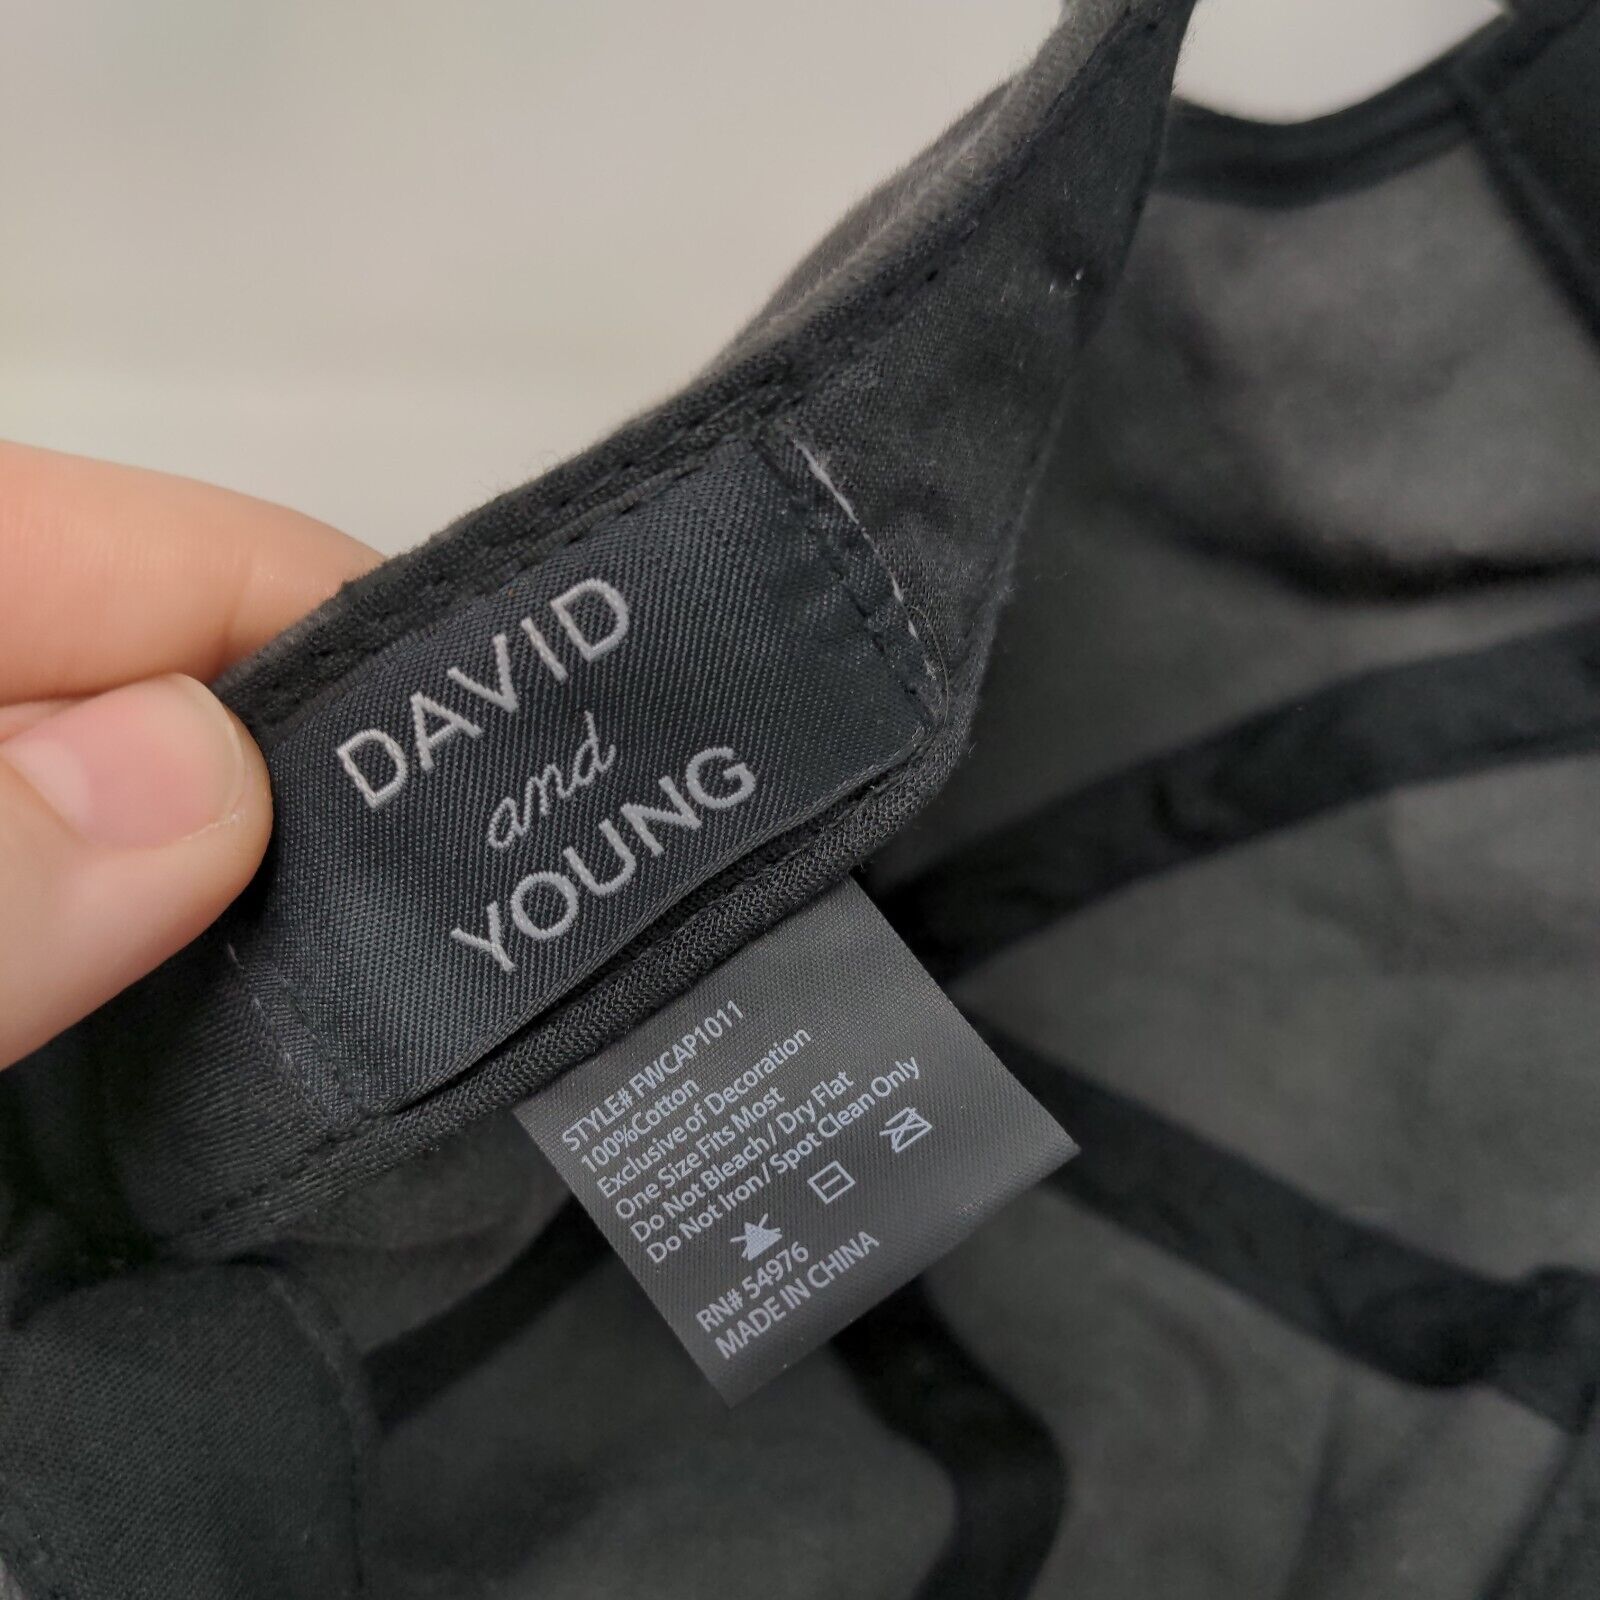 DAVID
and
YOUNG
STYLE# FWCAP1011
100%Cotton
Exclusive of Decoration
One Size Fits Most
Do Not Bleach / Dry Flat
Do Not Iron / Spot Clean Only
RN# 54976
MADE IN CHINA